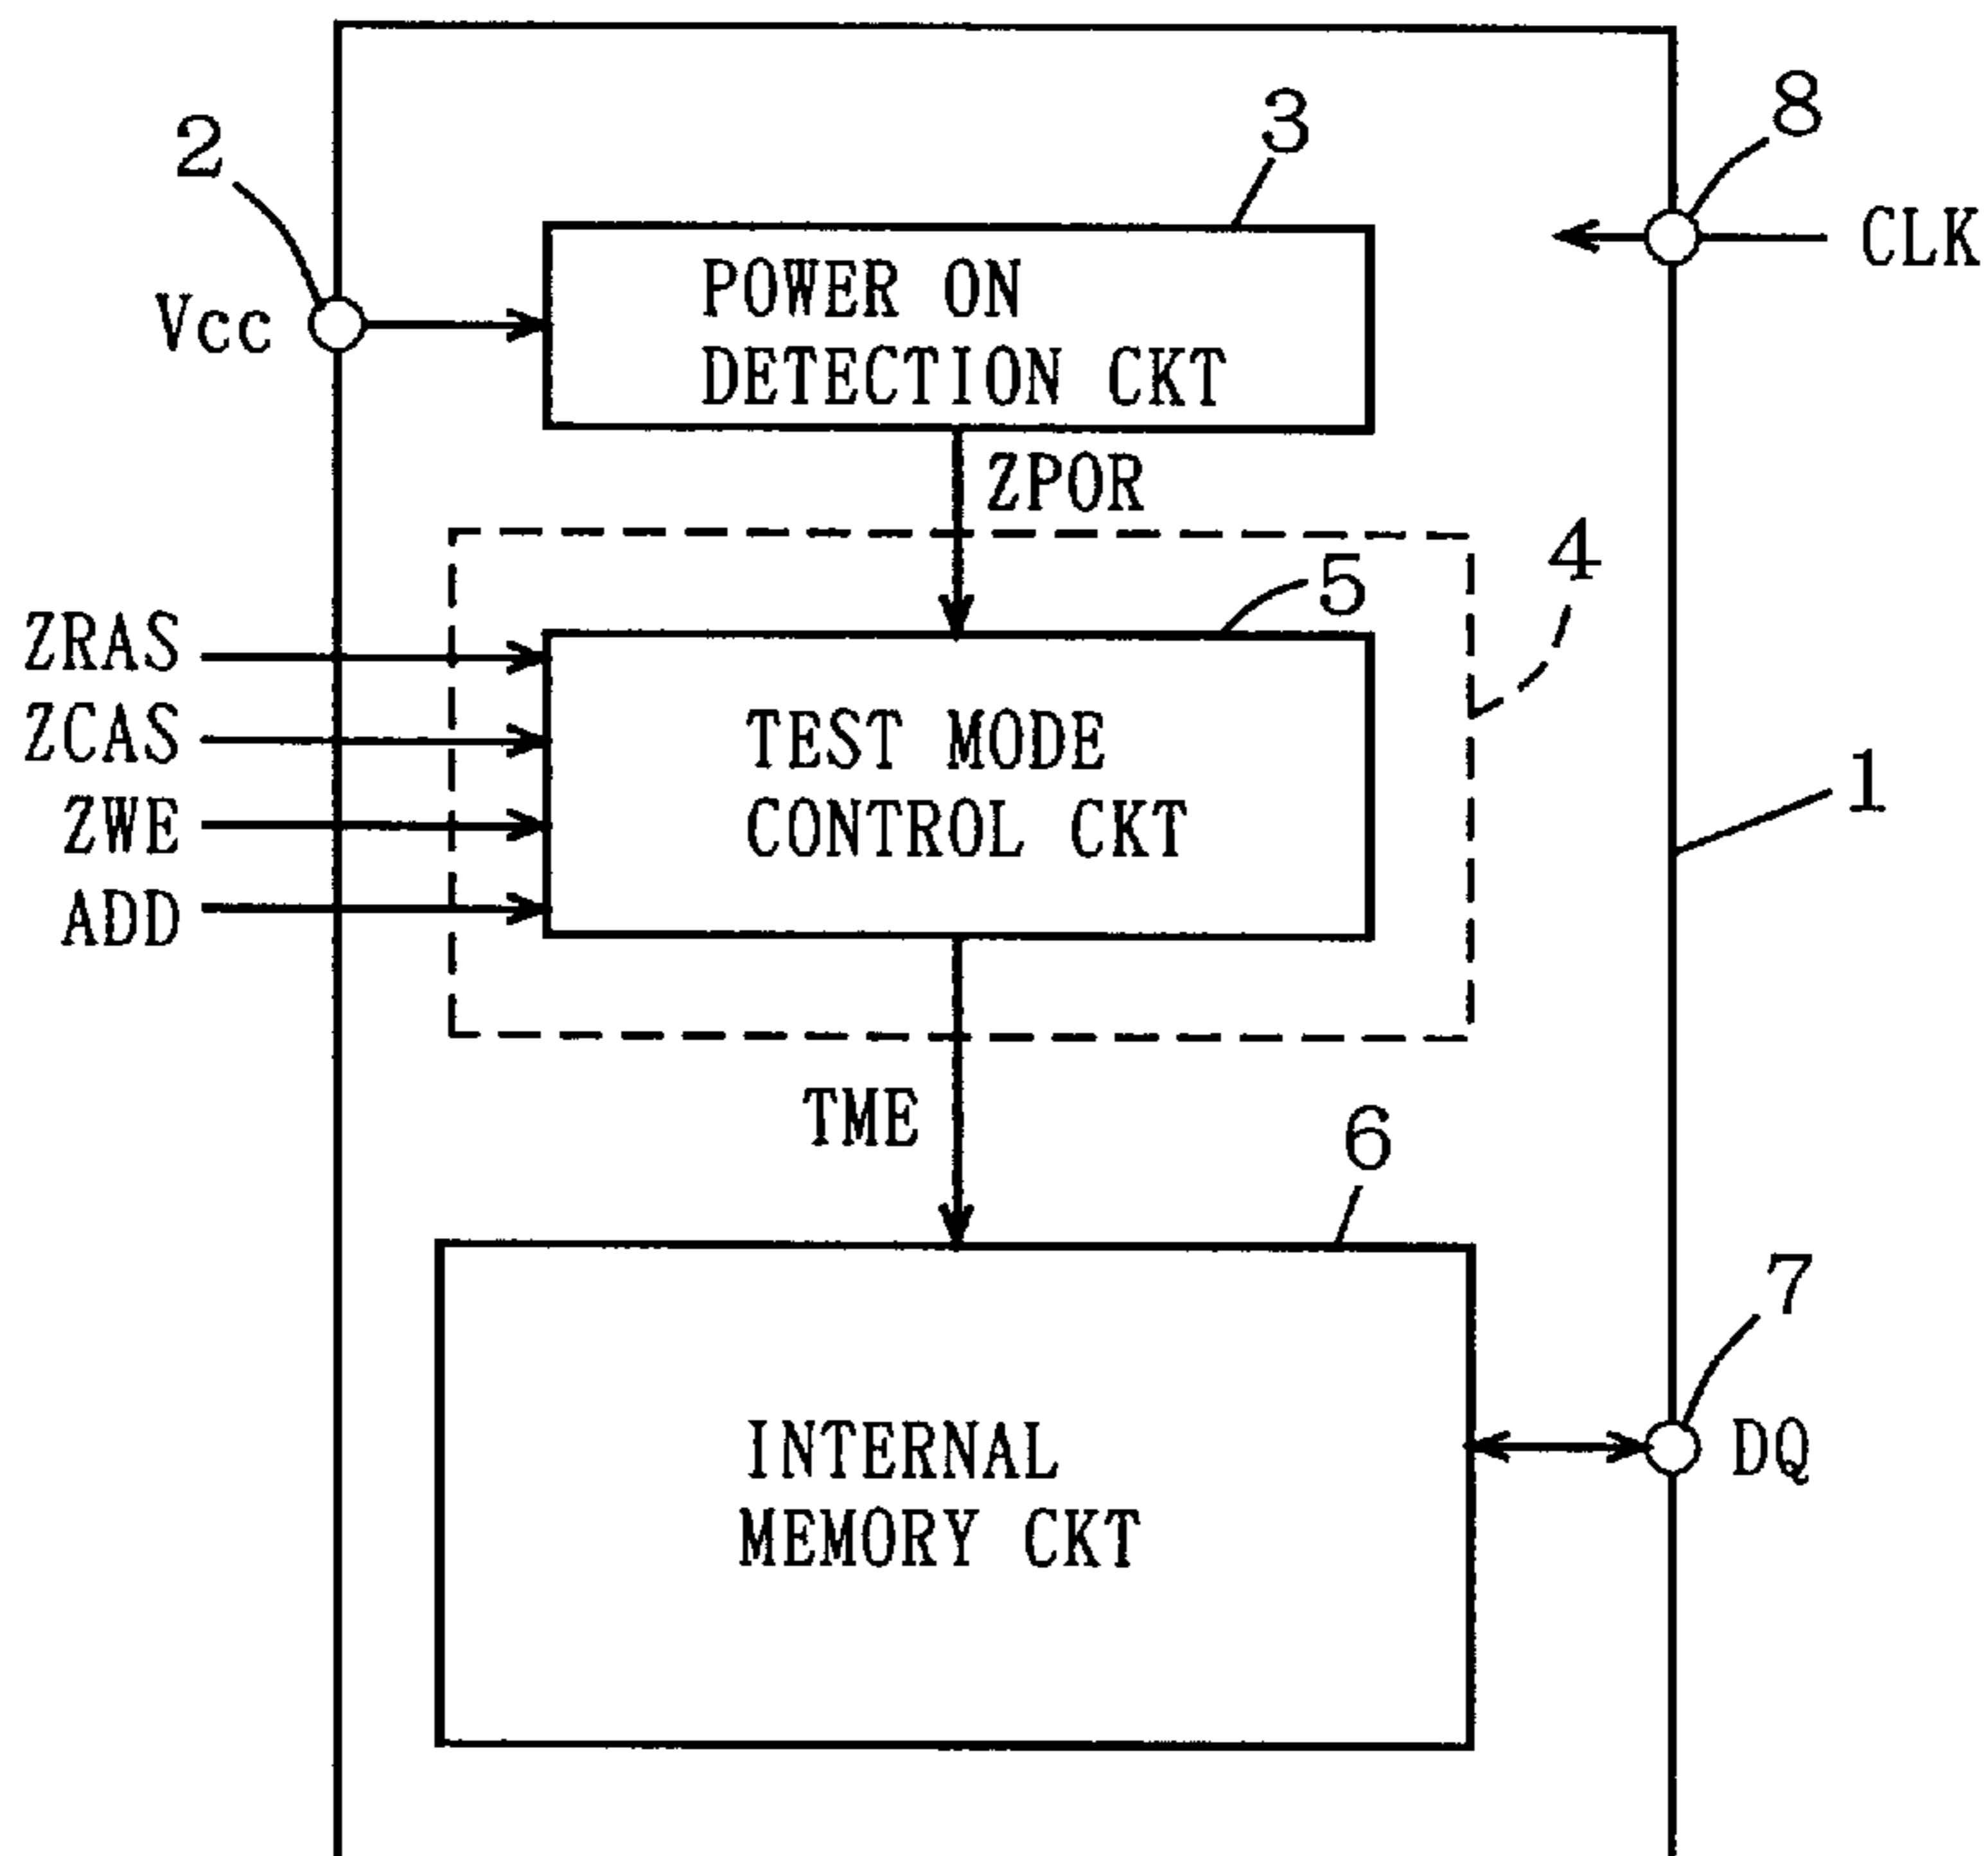 8
3
2
CLK
POWER ON
DETECTION CKT
Vcc
ZPOR
4
5
ZRAS
ZCAS
TEST MODE
CONTROL CKT
1
ZWE
ADD
TME
6
7
INTERNAL
MEMORY CKT
DQ